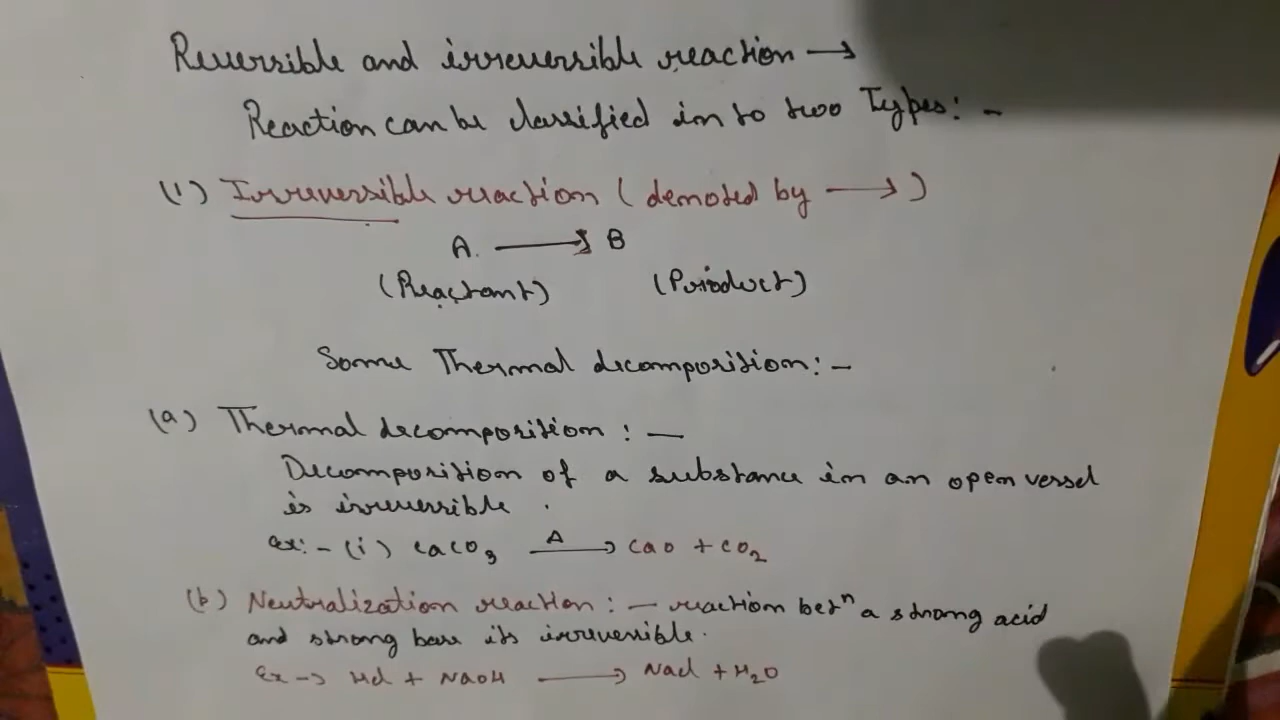 Reversible and irreversible reaction →
Reaction can be classified in to two Types: -
(1) Irreversible reaction ( denoted by → )
A. → B
(Reactant) (Product)
Some Thermal decomposition: -
(a) Thermal decomposition : —
Decomposition of a substance in an open vessel
is irreversible .
ex: - (i) CaCO3 Δ → CaO + CO2
(b) Neutralization reaction : — reaction betⁿ a strong acid
and strong base its irreversible.
Ex → Hcl + NaOH → Nacl + H2O